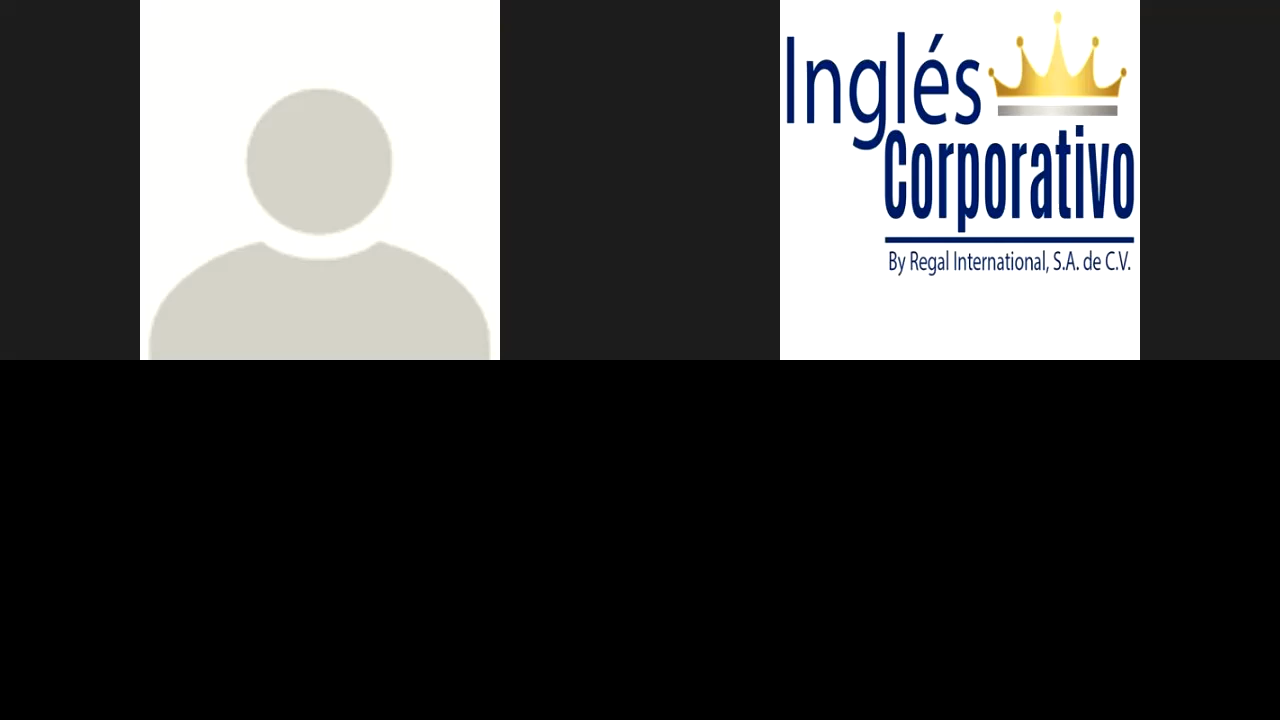 Inglés
Corporativo
By Regal International, S.A. de C.V.